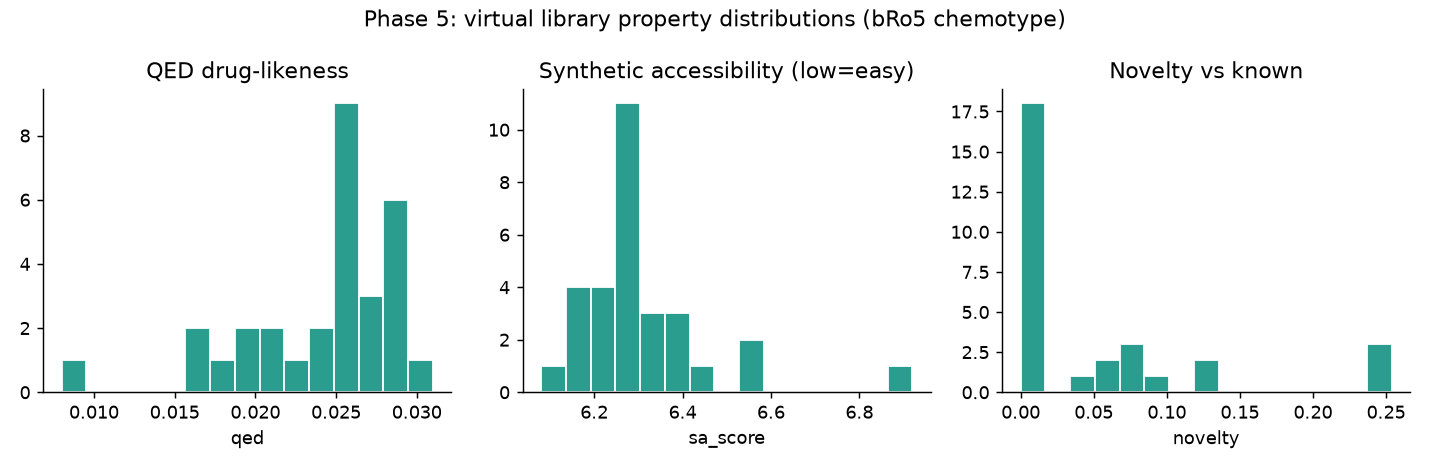 Phase 5: virtual library property distributions (bRo5 chemotype)
QED drug-likeness
8
6
4
2
0
0.010 0.015 0.020 0.025 0.030
qed
Synthetic accessibility (low=easy)
10
8
6
4
2
0
6.2 6.4 6.6 6.8
sa_score
Novelty vs known
17.5
15.0
12.5
10.0
7.5
5.0
2.5
0.0
0.00 0.05 0.10 0.15 0.20 0.25
novelty